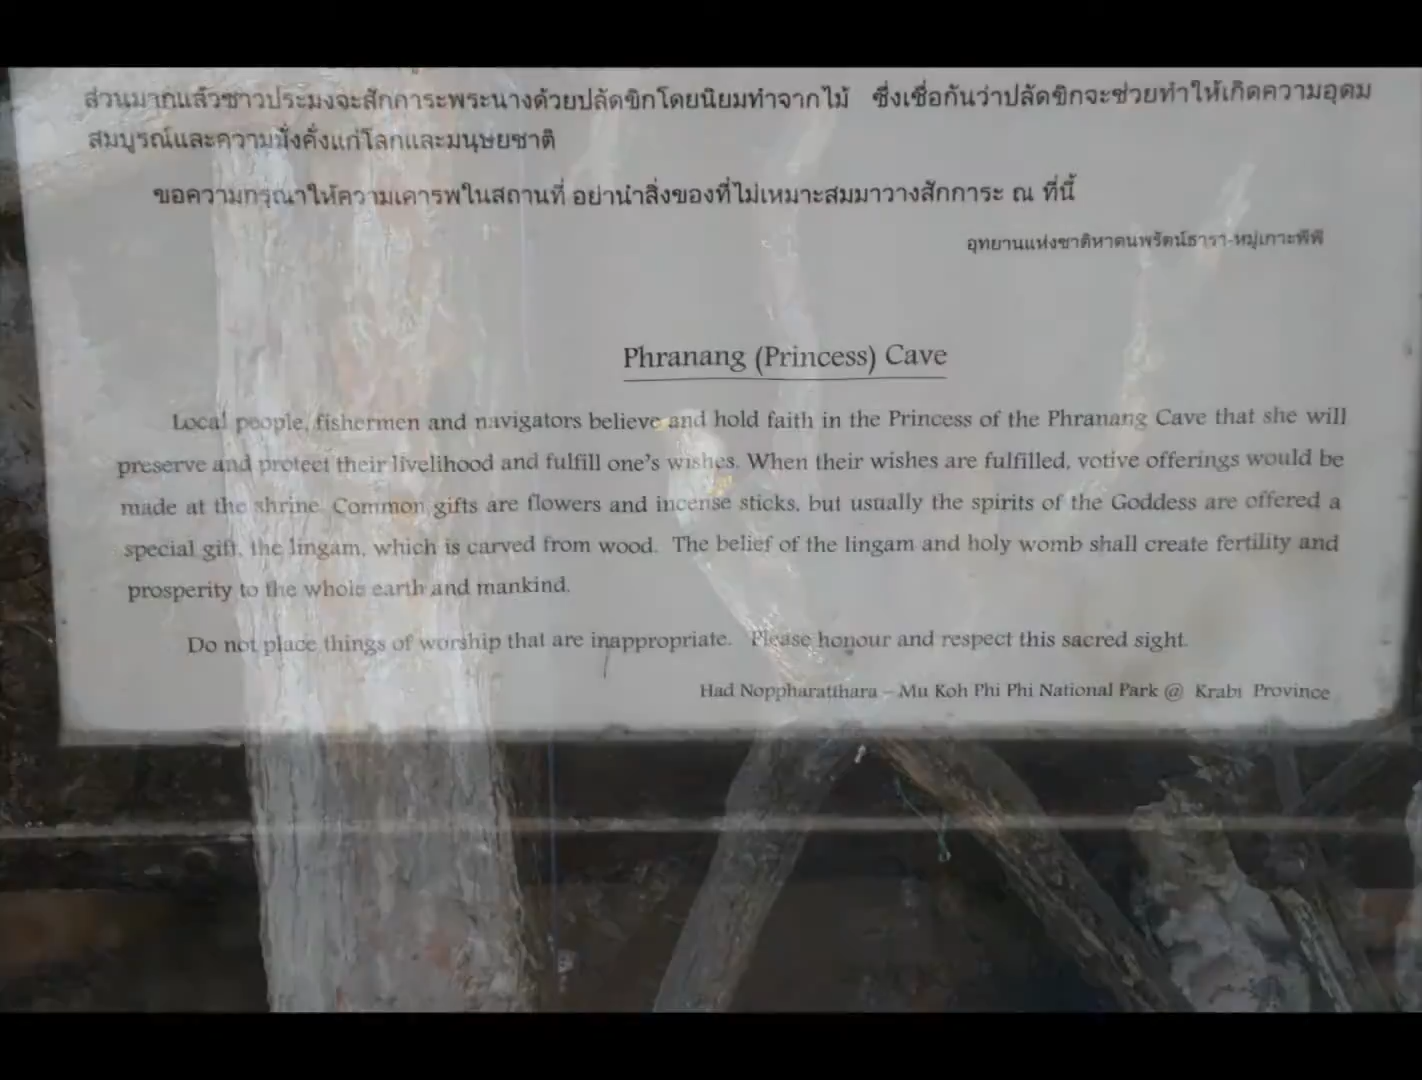 ส่วนมากแล้วชาวประมงจะสักการะพระนางด้วยปลัดขิกโดยนิยมทำจากไม้ ซึ่งเชื่อกันว่าปลัดขิกจะช่วยทำให้เกิดความอุดม
สมบูรณ์และความมั่งคั่งแก่โลกและมนุษยชาติ
ขอความกรุณาให้ความเคารพในสถานที่ อย่านำสิ่งของที่ไม่เหมาะสมมาวางสักการะ ณ ที่นี้
อุทยานแห่งชาติหาดนพรัตน์ธารา-หมู่เกาะพีพี
Phranang (Princess) Cave
Local people, fishermen and navigators believe and hold faith in the Princess of the Phranang Cave that she will
preserve and protect their livelihood and fulfill one's wishes. When their wishes are fulfilled, votive offerings would be
made at the shrine. Common gifts are flowers and incense sticks, but usually the spirits of the Goddess are offered a
special gift, the lingam, which is carved from wood. The belief of the lingam and holy womb shall create fertility and
prosperity to the whole earth and mankind.
Do not place things of worship that are inappropriate. Please honour and respect this sacred sight.
Had Noppharatthara – Mu Koh Phi Phi National Park @ Krabi Province